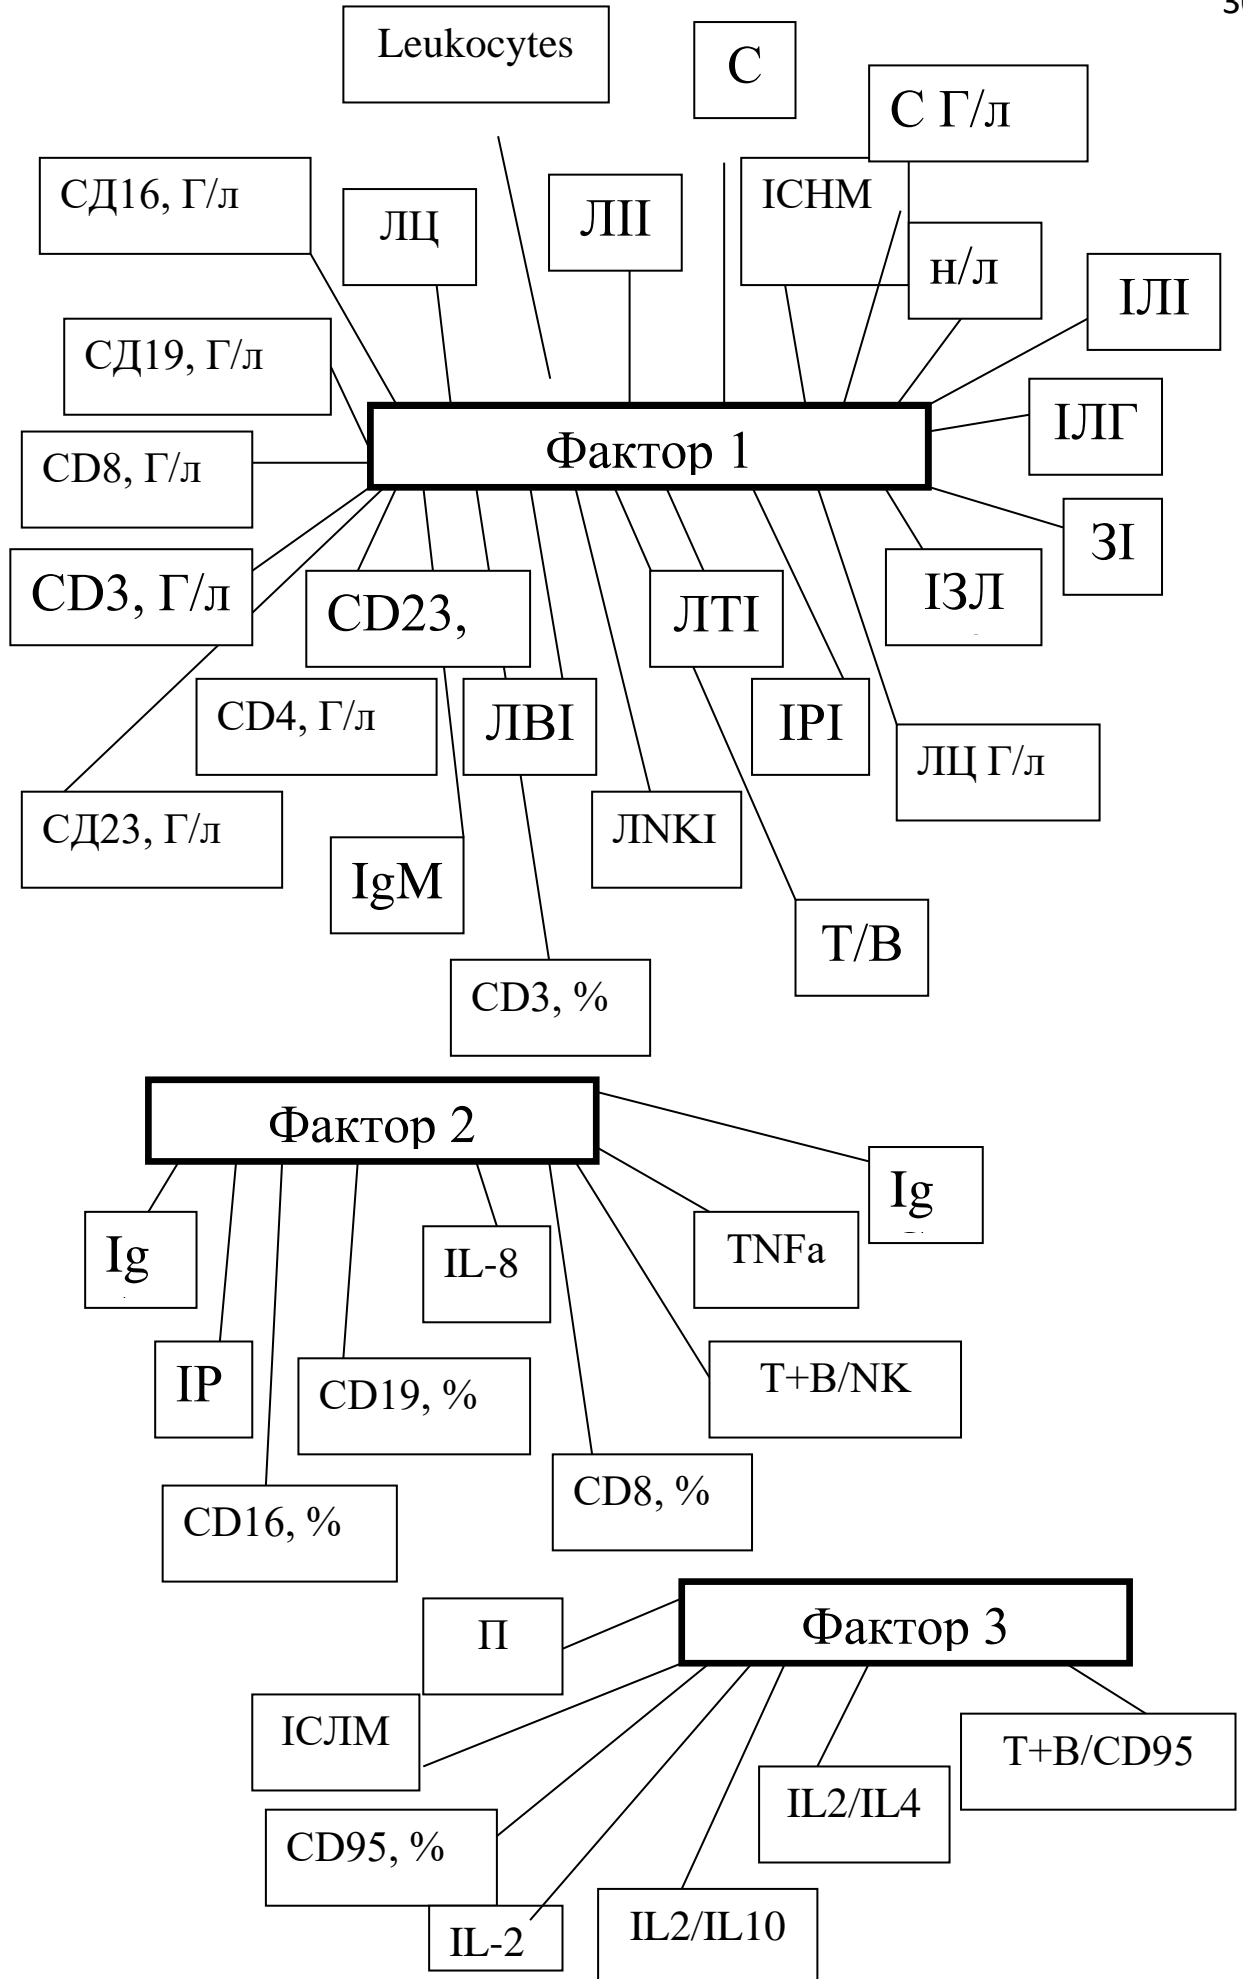 Leukocytes
С
С Г/л
СД16, Г/л
ЛЦ
ЛІІ
ІСНМ
н/л
ІЛІ
СД19, Г/л
ІЛГ
Фактор 1
CD8, Г/л
ЗІ
CD3, Г/л
CD23,
ЛТІ
ІЗЛ
CD4, Г/л
ЛВІ
ІРІ
ЛЦ Г/л
СД23, Г/л
ЛNKІ
IgM
Т/В
CD3, %
Фактор 2
Ig
Ig
IL-8
TNFa
ІР
CD19, %
T+B/NK
CD8, %
CD16, %
Фактор 3
П
ІСЛМ
T+B/CD95
IL2/IL4
CD95, %
IL2/IL10
IL-2